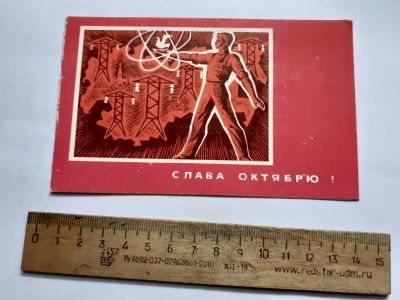 СЛАВА ОКТЯБРЮ !
0 1 2 3 4 5 6 7 8 9 10 11 12 13 14 15
www.redstar-udm.ru